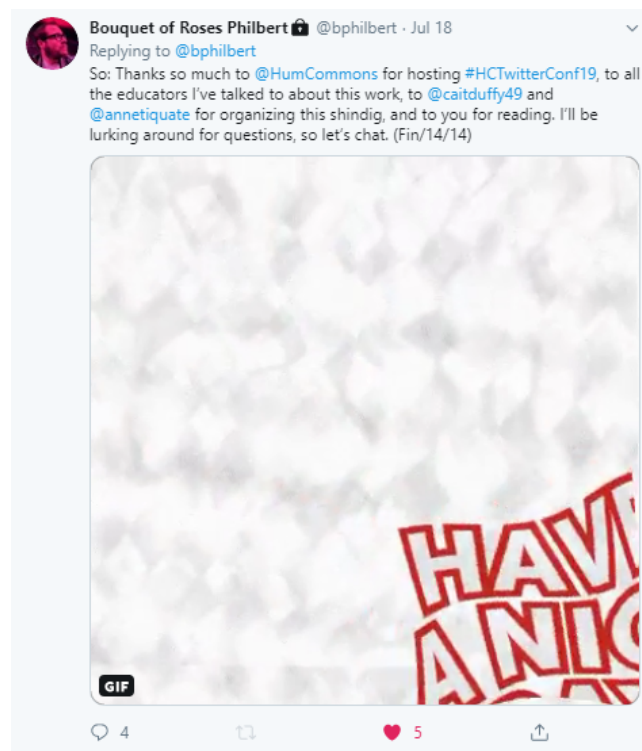 Bouquet of Roses Philbert @bphilbert · Jul 18
Replying to @bphilbert
So: Thanks so much to @HumCommons for hosting #HCTwitterConf19, to all
the educators I've talked to about this work, to @caitduffy49 and
@annetiquate for organizing this shindig, and to you for reading. I'll be
lurking around for questions, so let's chat. (Fin/14/14)
HAV
A NIC
GIF
4 5